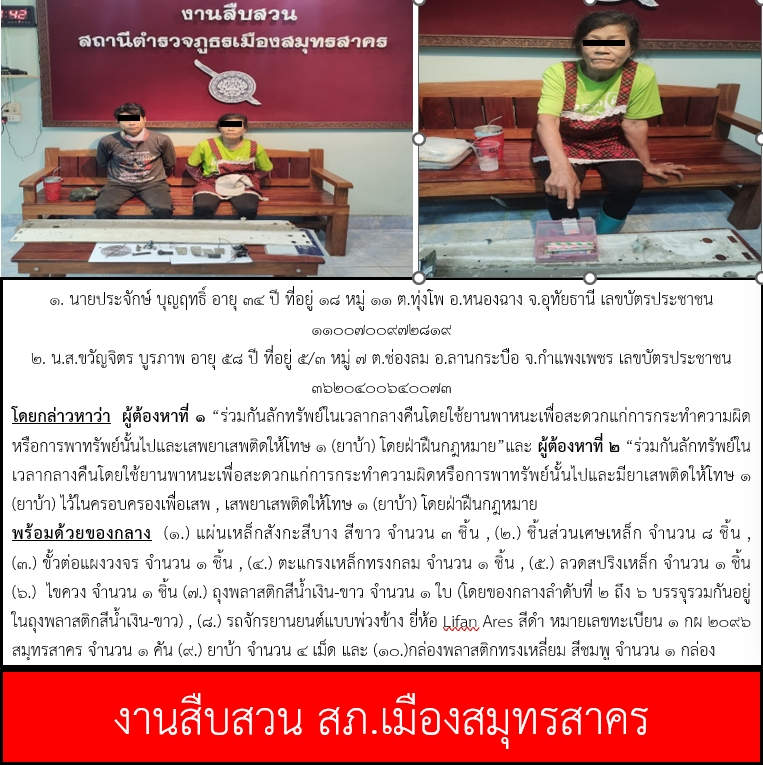 งานสืบสวน
สถานีตำรวจภูธรเมืองสมุทรสาคร
:42
๑. นายประจักษ์ บุญฤทธิ์ อายุ ๓๔ ปี ที่อยู่ ๑๘ หมู่ ๑๑ ต.ทุ่งโพ อ.หนองฉาง จ.อุทัยธานี เลขบัตรประชาชน
๑๑๐๐๗๐๐๙๗๒๘๑๙
๒. น.ส.ขวัญจิตร บูรภาพ อายุ ๕๘ ปี ที่อยู่ ๕/๓ หมู่ ๗ ต.ช่องลม อ.ลานกระบือ จ.กำแพงเพชร เลขบัตรประชาชน
๓๖๒๐๔๐๐๖๔๐๐๗๓
โดยกล่าวหาว่า ผู้ต้องหาที่ ๑ “ร่วมกันลักทรัพย์ในเวลากลางคืนโดยใช้ยานพาหนะเพื่อสะดวกแก่การกระทำความผิด
หรือการพาทรัพย์นั้นไปและเสพยาเสพติดให้โทษ ๑ (ยาบ้า) โดยฝ่าฝืนกฎหมาย”และ ผู้ต้องหาที่ ๒ “ร่วมกันลักทรัพย์ใน
เวลากลางคืนโดยใช้ยานพาหนะเพื่อสะดวกแก่การกระทำความผิดหรือการพาทรัพย์นั้นไปและมียาเสพติดให้โทษ ๑
(ยาบ้า) ไว้ในครอบครองเพื่อเสพ , เสพยาเสพติดให้โทษ ๑ (ยาบ้า) โดยฝ่าฝืนกฎหมาย
พร้อมด้วยของกลาง (๑.) แผ่นเหล็กสังกะสีบาง สีขาว จำนวน ๓ ชิ้น , (๒.) ชิ้นส่วนเศษเหล็ก จำนวน ๘ ชิ้น ,
(๓.) ขั้วต่อแผงวงจร จำนวน ๑ ชิ้น , (๔.) ตะแกรงเหล็กทรงกลม จำนวน ๑ ชิ้น , (๕.) ลวดสปริงเหล็ก จำนวน ๑ ชิ้น
(๖.) ไขควง จำนวน ๑ ชิ้น (๗.) ถุงพลาสติกสีน้ำเงิน-ขาว จำนวน ๑ ใบ (โดยของกลางลำดับที่ ๒ ถึง ๖ บรรจุรวมกันอยู่
ในถุงพลาสติกสีน้ำเงิน-ขาว) , (๘.) รถจักรยานยนต์แบบพ่วงข้าง ยี่ห้อ Lifan Ares สีดำ หมายเลขทะเบียน ๑ กผ ๒๐๙๖
สมุทรสาคร จำนวน ๑ คัน (๙.) ยาบ้า จำนวน ๔ เม็ด และ (๑๐.)กล่องพลาสติกทรงเหลี่ยม สีชมพู จำนวน ๑ กล่อง
งานสืบสวน สภ.เมืองสมุทรสาคร